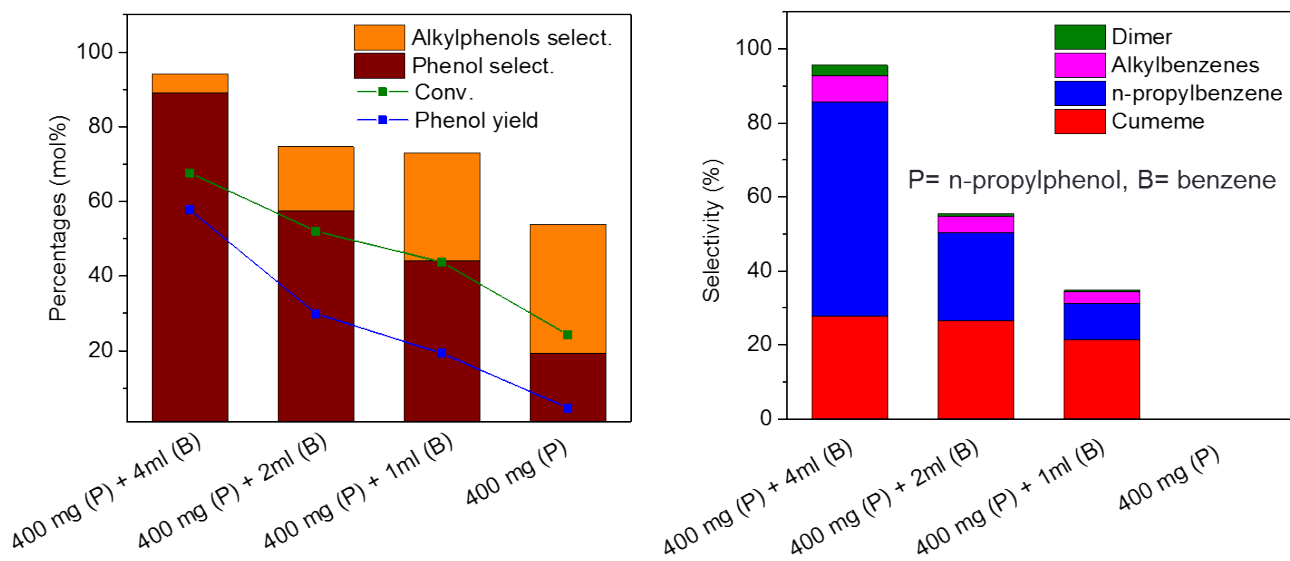 Percentages (mol%)
100
80
60
40
20
Alkylphenols select.
Phenol select.
Conv.
Phenol yield
400 mg (P) + 4ml (B)
400 mg (P) + 2ml (B)
400 mg (P) + 1ml (B)
400 mg (P)
Selectivity (%)
100
80
60
40
20
0
Dimer
Alkylbenzenes
n-propylbenzene
Cumeme
P= n-propylphenol, B= benzene
400 mg (P) + 4ml (B)
400 mg (P) + 2ml (B)
400 mg (P) + 1ml (B)
400 mg (P)